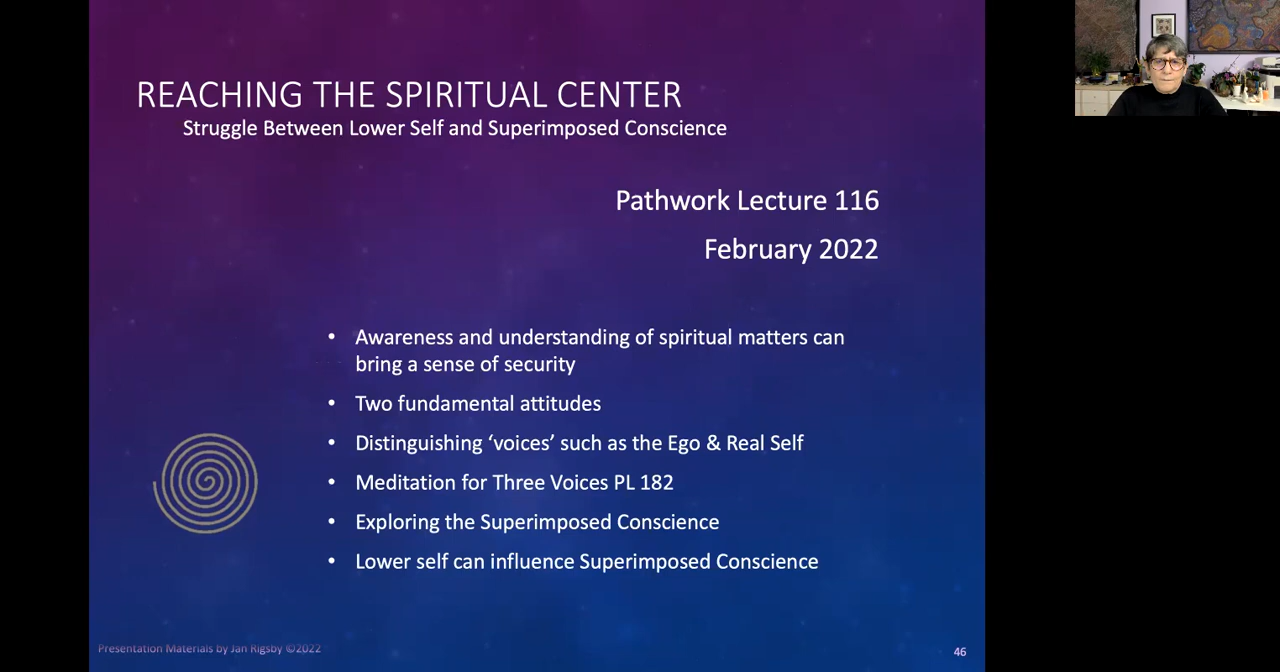 REACHING THE SPIRITUAL CENTER
Struggle Between Lower Self and Superimposed Conscience
Pathwork Lecture 116
February 2022
• Awareness and understanding of spiritual matters can
bring a sense of security
• Two fundamental attitudes
• Distinguishing ‘voices’ such as the Ego & Real Self
• Meditation for Three Voices PL 182
• Exploring the Superimposed Conscience
• Lower self can influence Superimposed Conscience
Presentation Materials by Jan Rigsby ©2022
46